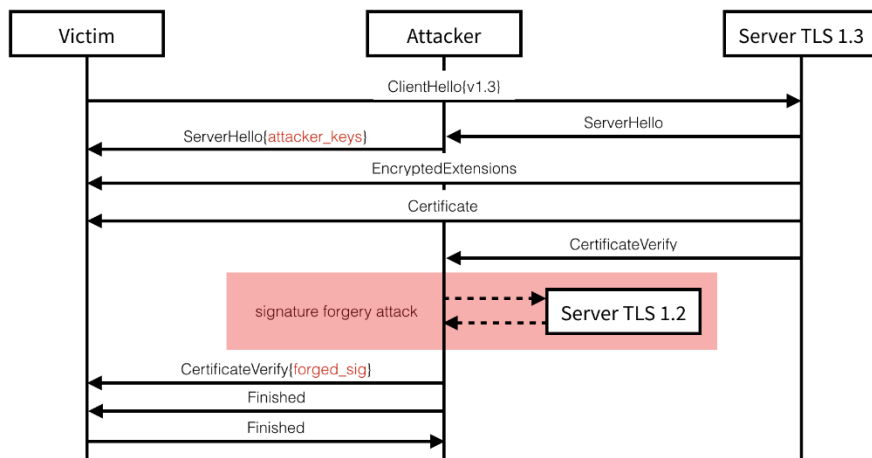 Victim
Attacker
Server TLS 1.3
ClientHello{v1.3}
ServerHello
ServerHello{attacker_keys}
EncryptedExtensions
Certificate
CertificateVerify
signature forgery attack
Server TLS 1.2
CertificateVerify{forged_sig}
Finished
Finished